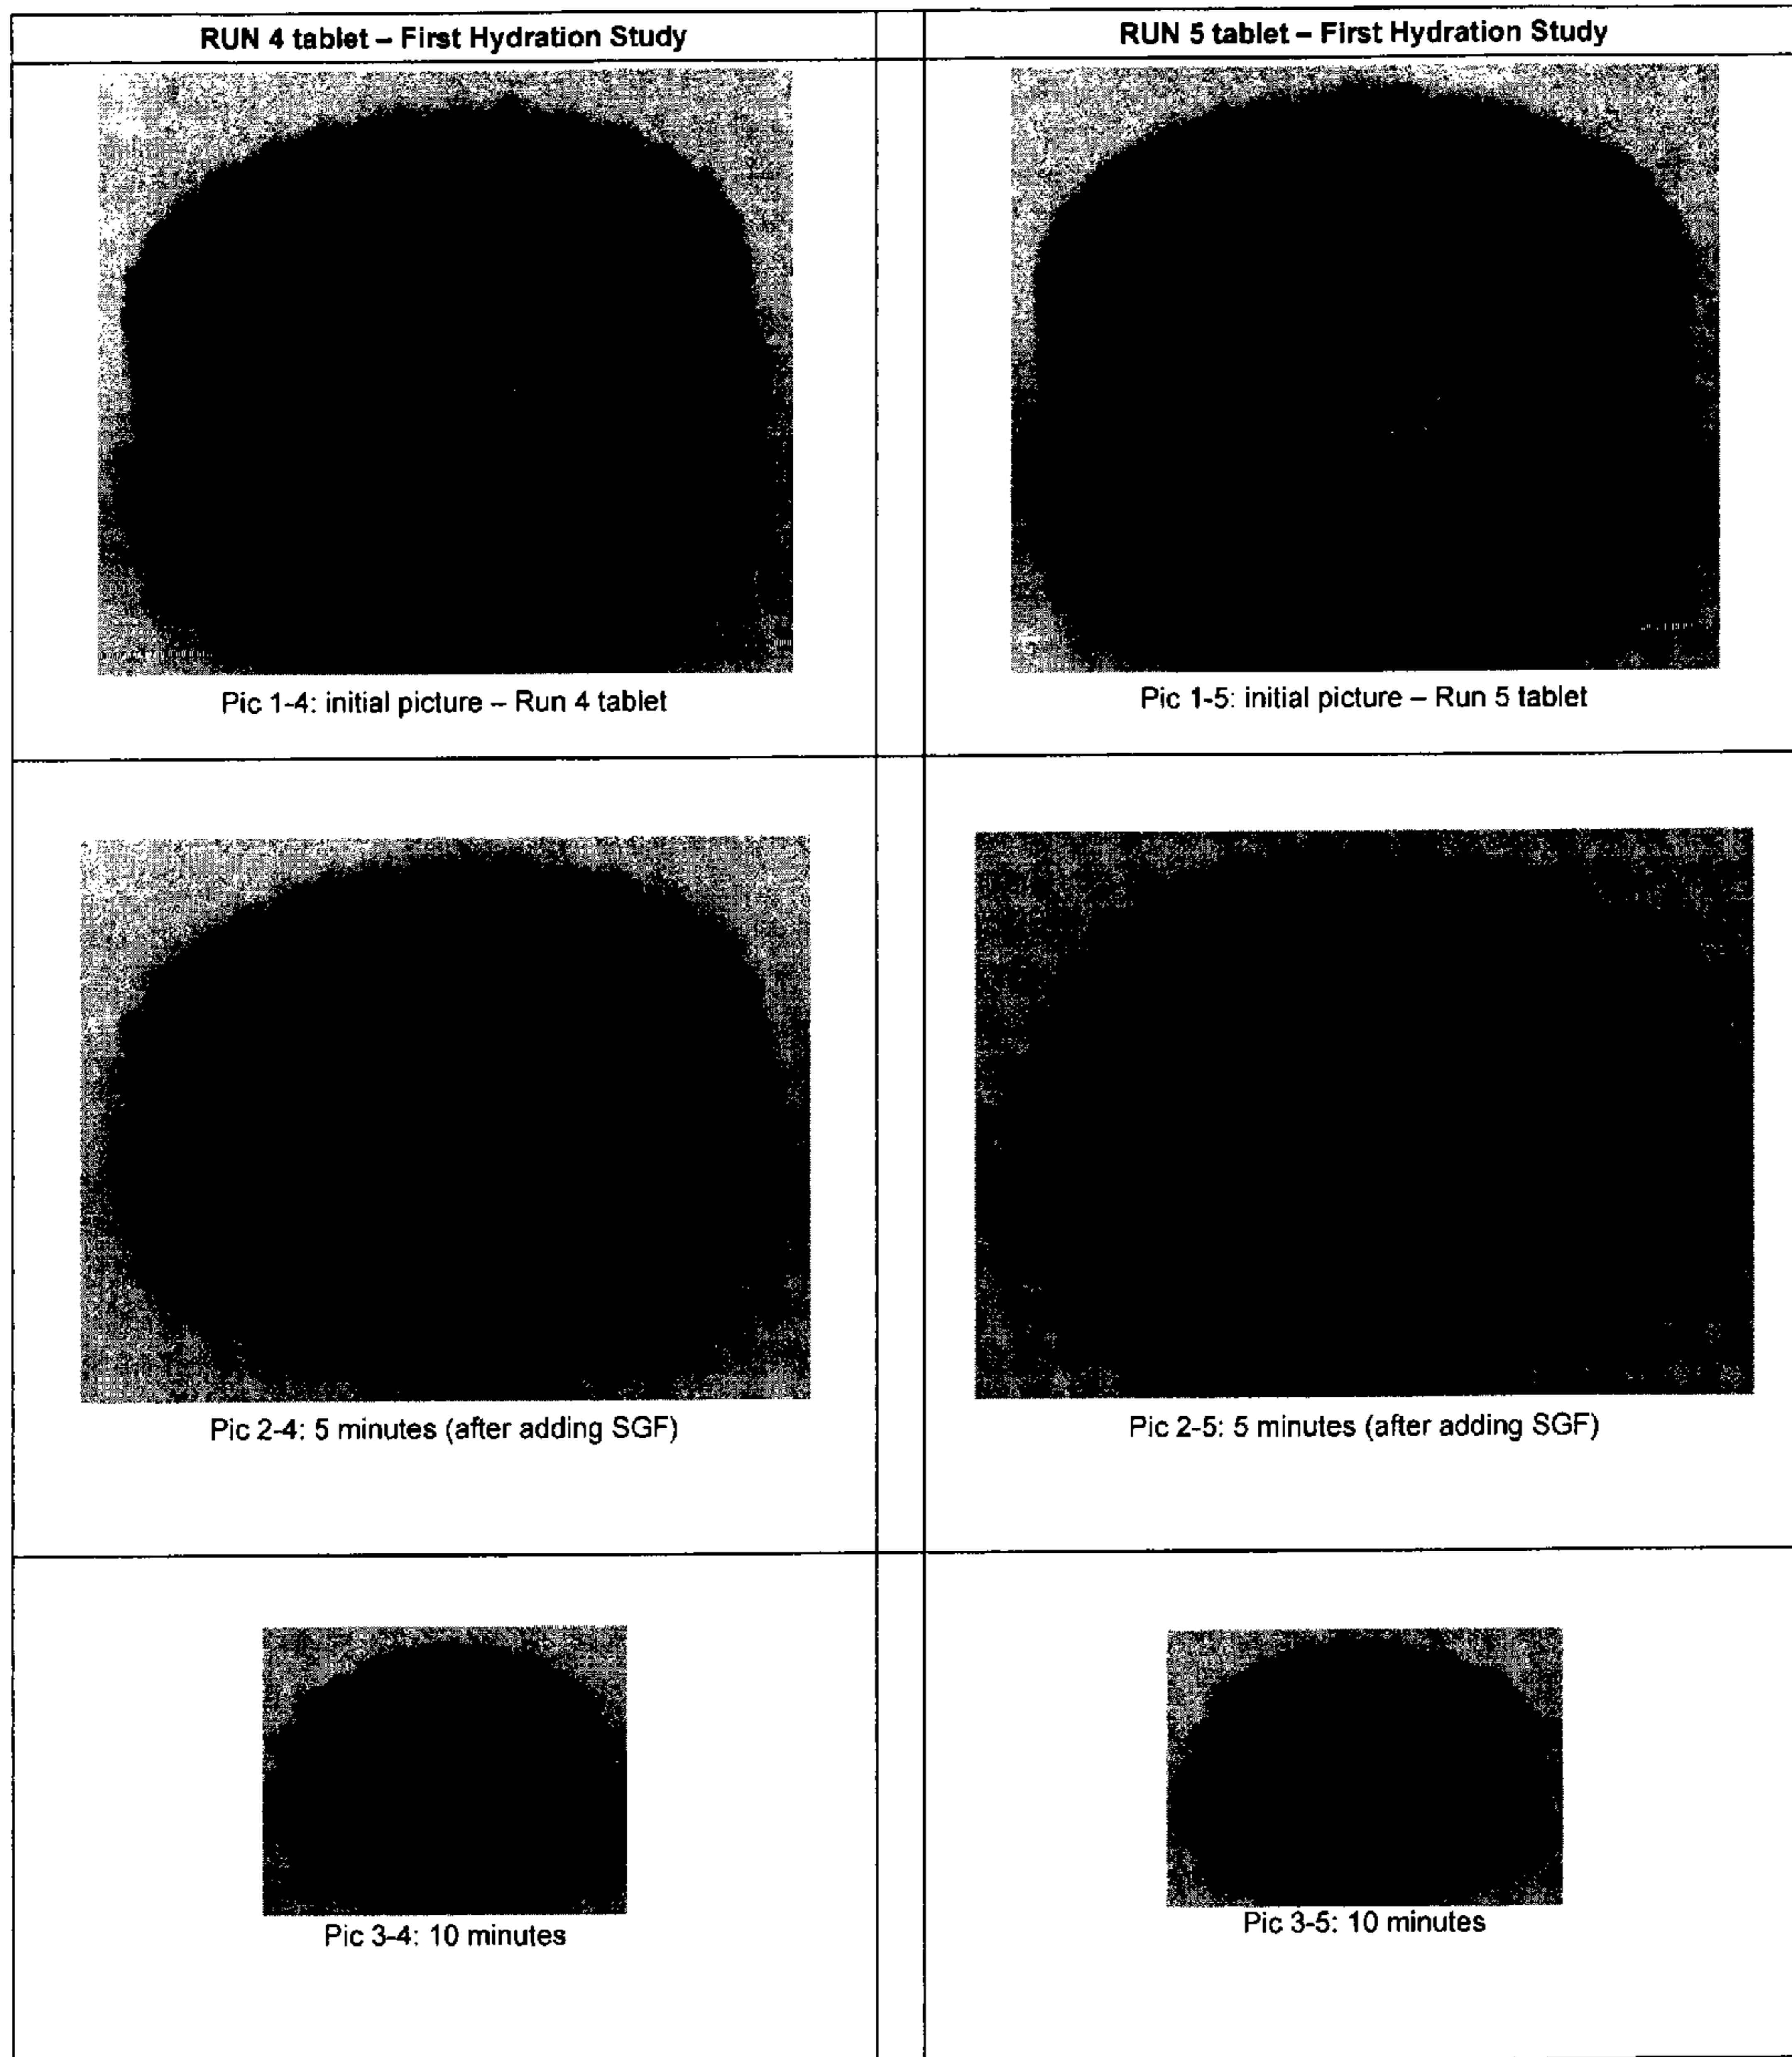 RUN 4 tablet – First Hydration Study
RUN 5 tablet – First Hydration Study
Pic 1-4: initial picture – Run 4 tablet
Pic 1-5: initial picture – Run 5 tablet
Pic 2-4: 5 minutes (after adding SGF)
Pic 2-5: 5 minutes (after adding SGF)
Pic 3-4: 10 minutes
Pic 3-5: 10 minutes